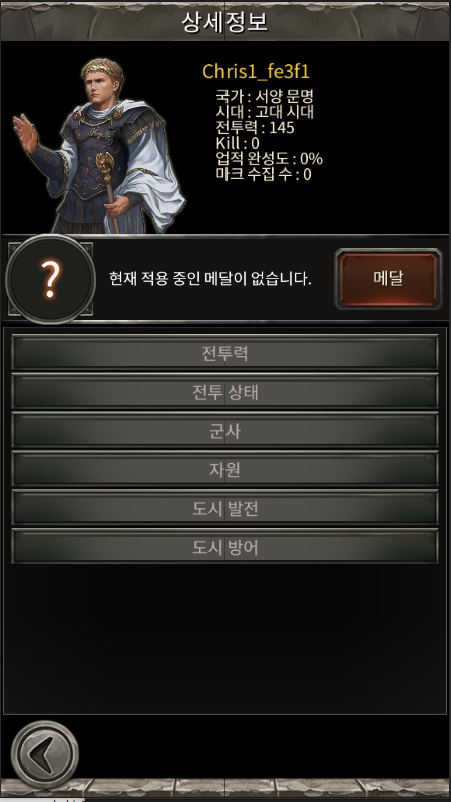 상세정보
Chris1_fe3f1
국가 : 서양 문명
시대 : 고대 시대
전투력 : 145
Kill : 0
업적 완성도 : 0%
마크 수집 수 : 0
?
현재 적용 중인 메달이 없습니다.
메달
전투력
전투 상태
군사
자원
도시 발전
도시 방어